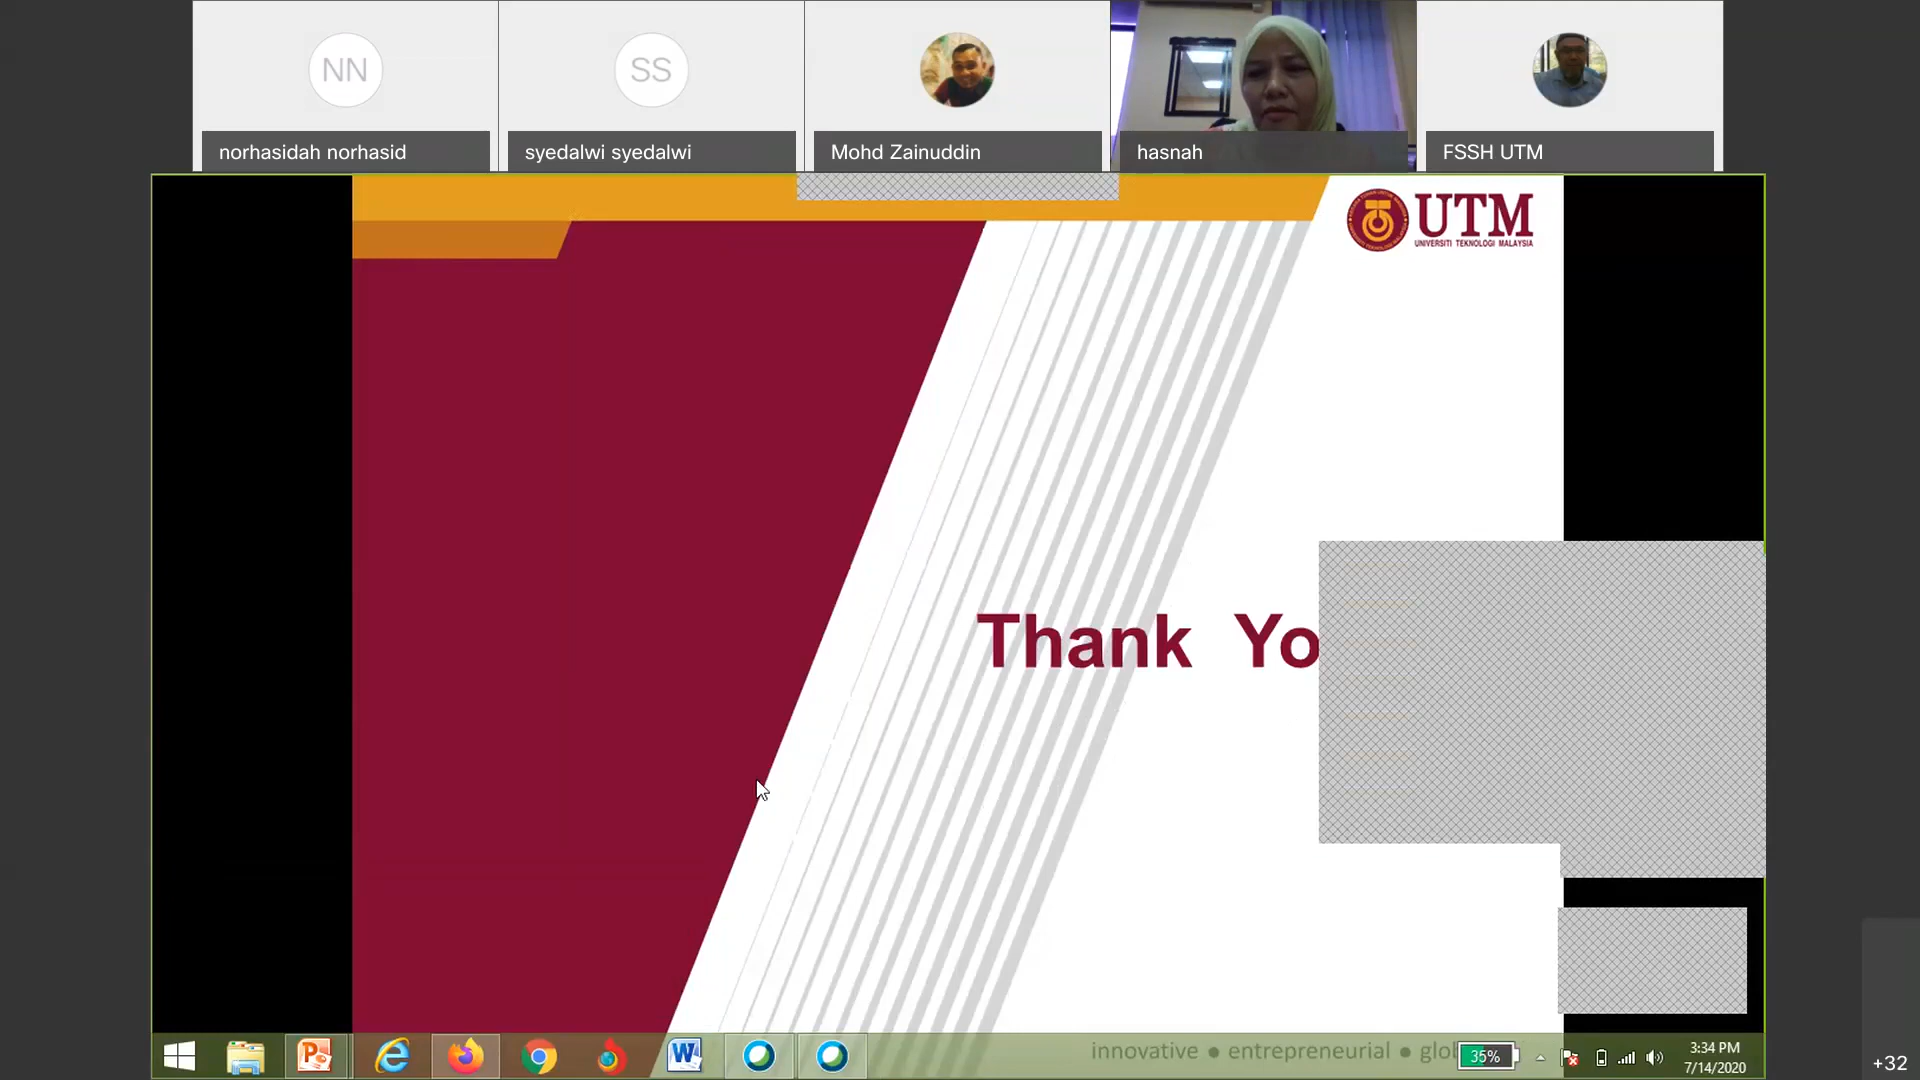 NN
SS
norhasidah norhasid
syedalwi syedalwi
Mohd Zainuddin
hasnah
FSSH UTM
UTM
UNIVERSITI TEKNOLOGI MALAYSIA
Thank Yo
innovative ● entrepreneurial ● glo
35%
3:34 PM
7/14/2020
+32